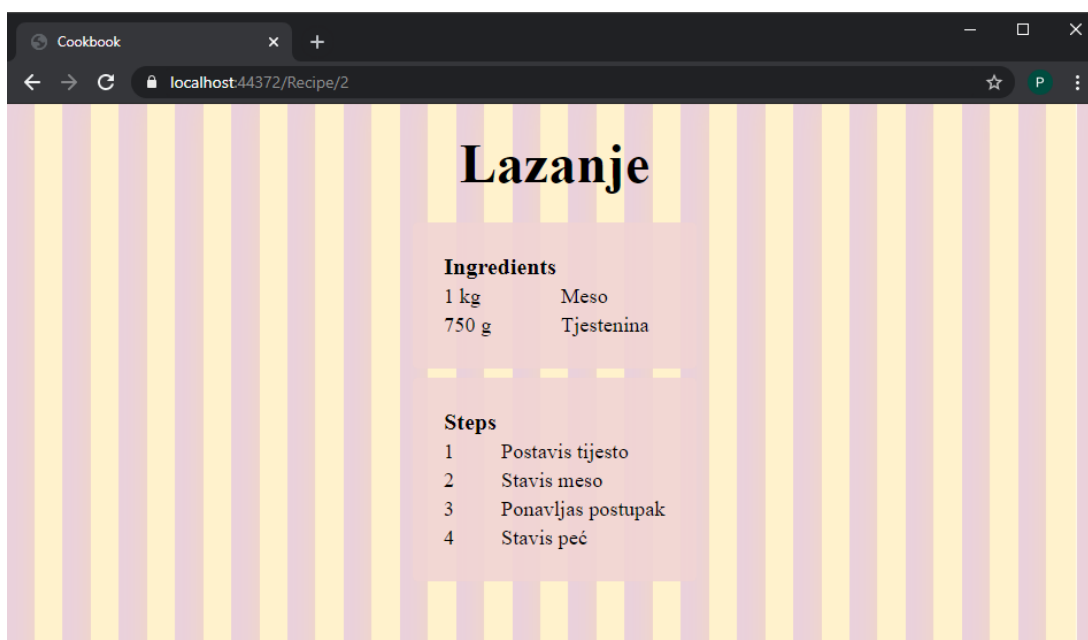 Cookbook
localhost:44372/Recipe/2
P
Lazanje
Ingredients
1 kg Meso
750 g Tjestenina
Steps
1 Postavis tijesto
2 Stavis meso
3 Ponavljas postupak
4 Stavis peć